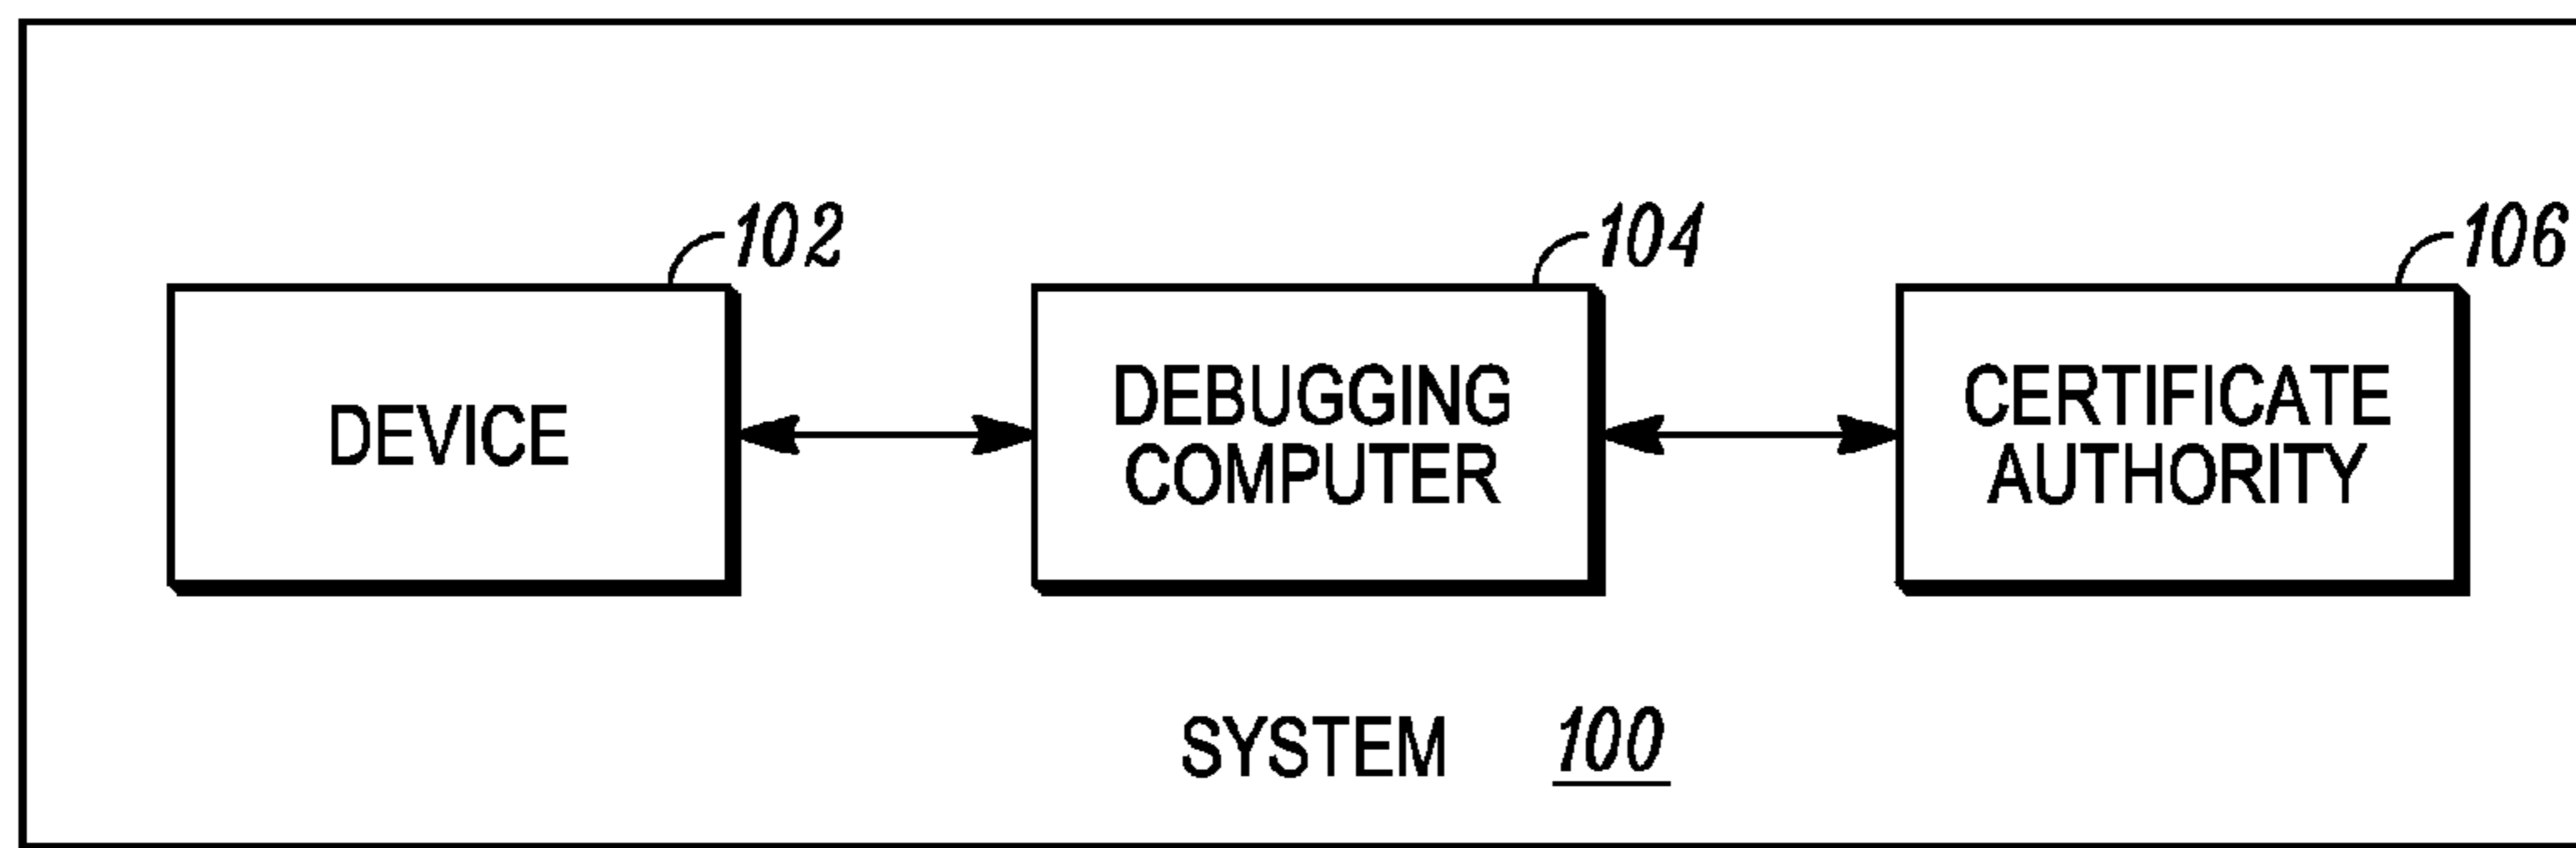 102
104
106
DEVICE
DEBUGGING
COMPUTER
CERTIFICATE
AUTHORITY
SYSTEM 100